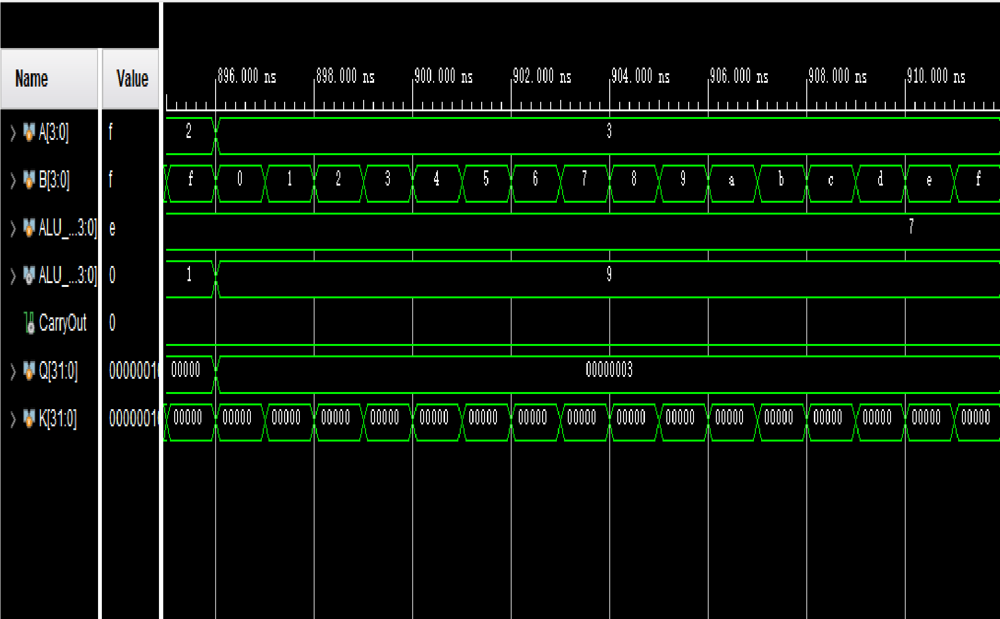 896.000 ns 898.000 ns 900.000 ns 902.000 ns 904.000 ns 906.000 ns 908.000 ns 910.000 ns
Name Value
A[3:0] f 2 3
B[3:0] f f 0 1 2 3 4 5 6 7 8 9 a b c d e f
ALU_...3:0] e 7
ALU_...3:0] 0 1 9
CarryOut 0
Q[31:0] 0000001 00000 00000003
K[31:0] 0000001 00000 00000 00000 00000 00000 00000 00000 00000 00000 00000 00000 00000 00000 00000 00000 00000 00000